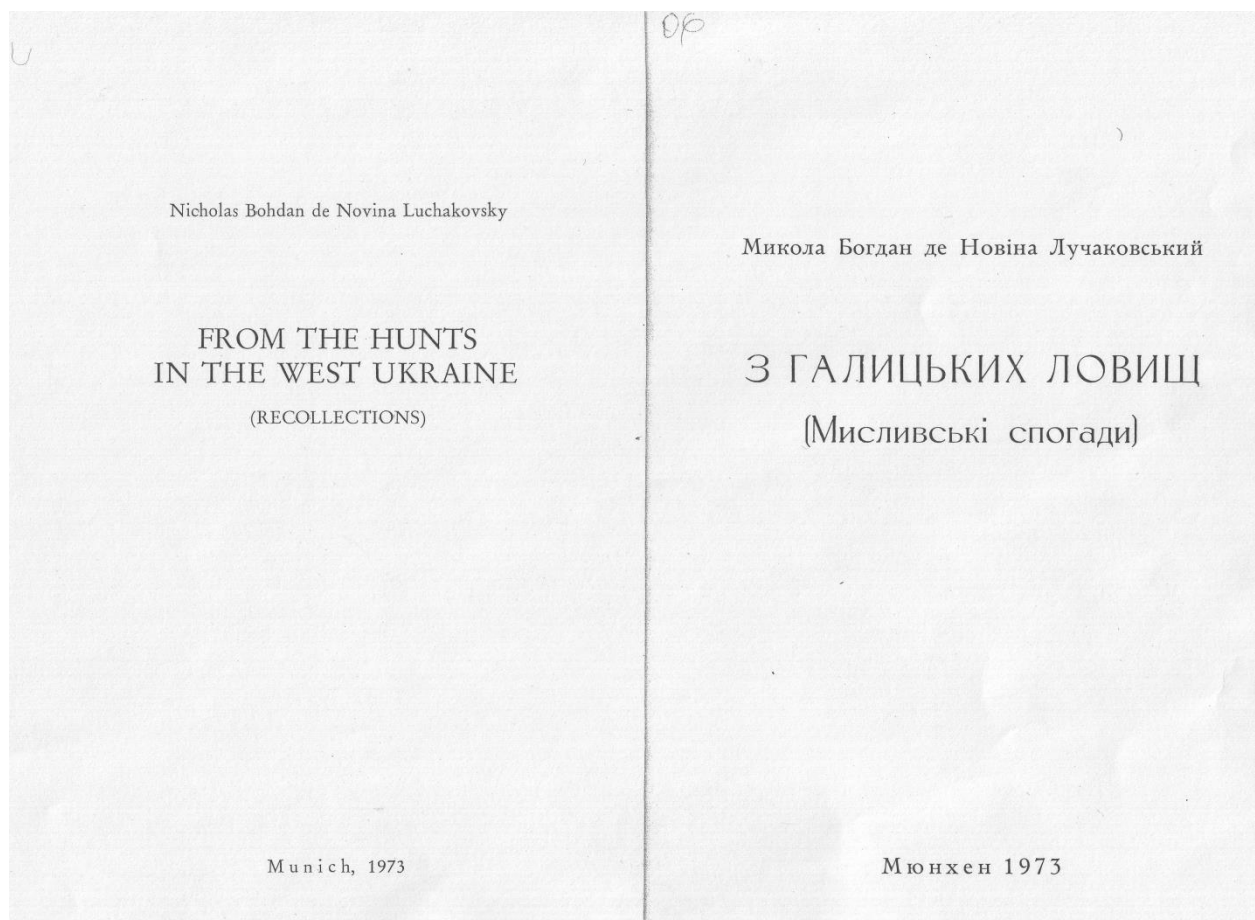 Nicholas Bohdan de Novina Luchakovsky
FROM THE HUNTS
IN THE WEST UKRAINE
(RECOLLECTIONS)
Munich, 1973
Микола Богдан де Новіна Лучаковський
З ГАЛИЦЬКИХ ЛОВИЩ
(Мисливські спогади)
Мюнхен 1973